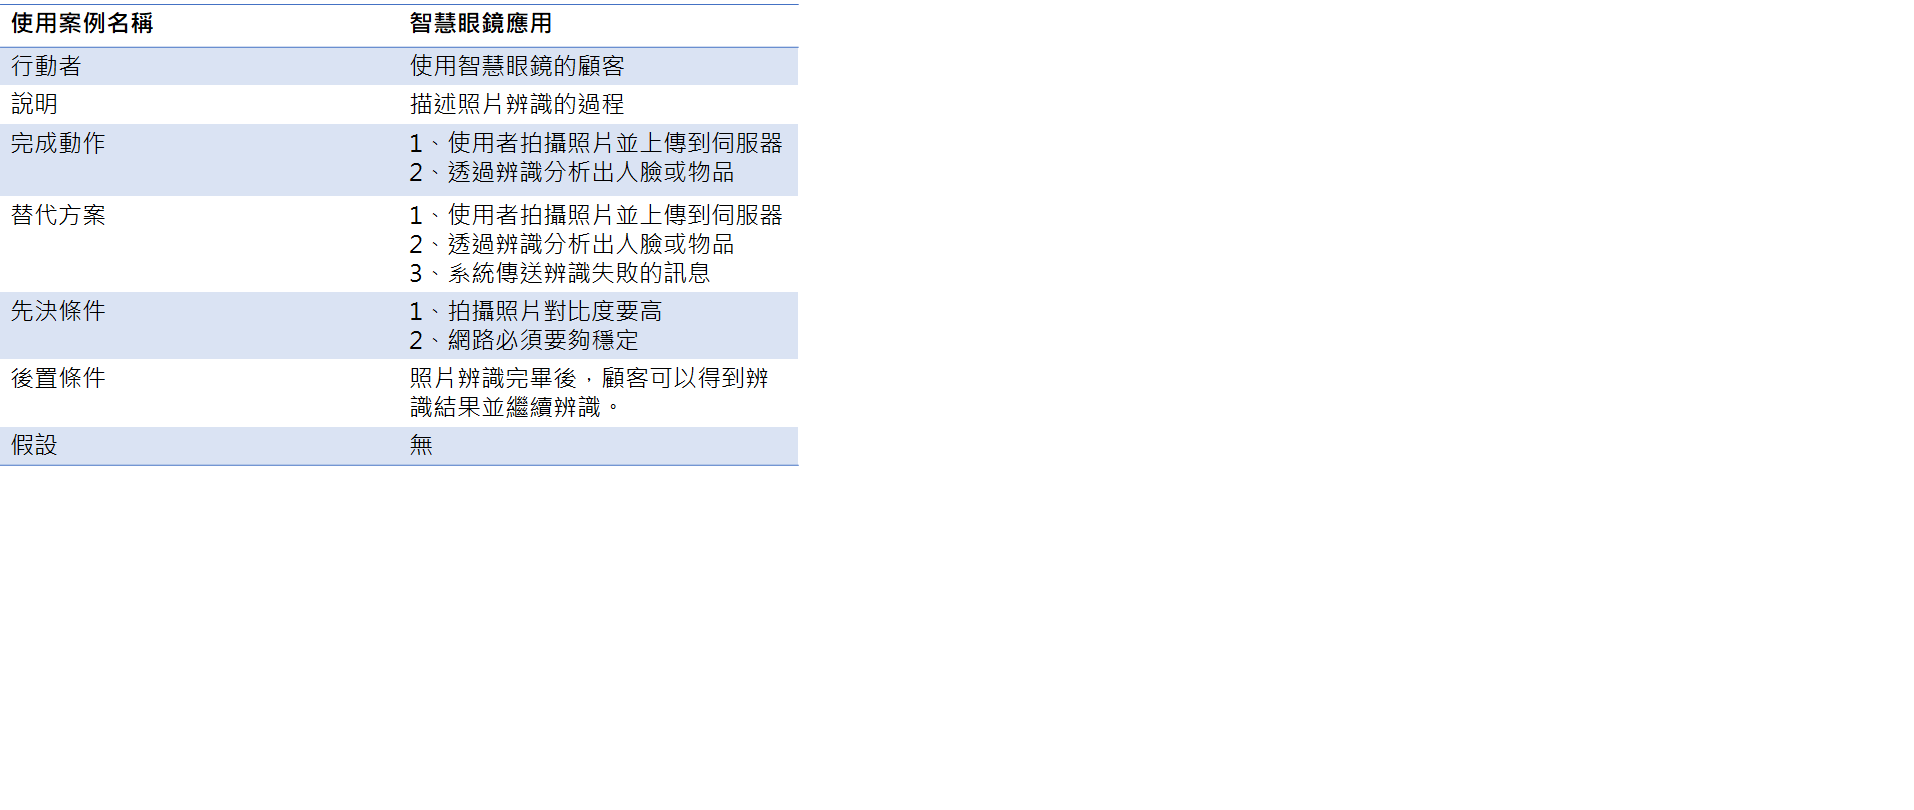 使用案例名稱 智慧眼鏡應用
行動者 使用智慧眼鏡的顧客
說明 描述照片辨識的過程
完成動作 1、使用者拍攝照片並上傳到伺服器
2、透過辨識分析出人臉或物品
替代方案 1、使用者拍攝照片並上傳到伺服器
2、透過辨識分析出人臉或物品
3、系統傳送辨識失敗的訊息
先決條件 1、拍攝照片對比度要高
2、網路必須要夠穩定
後置條件 照片辨識完畢後，顧客可以得到辨
識結果並繼續辨識。
假設 無